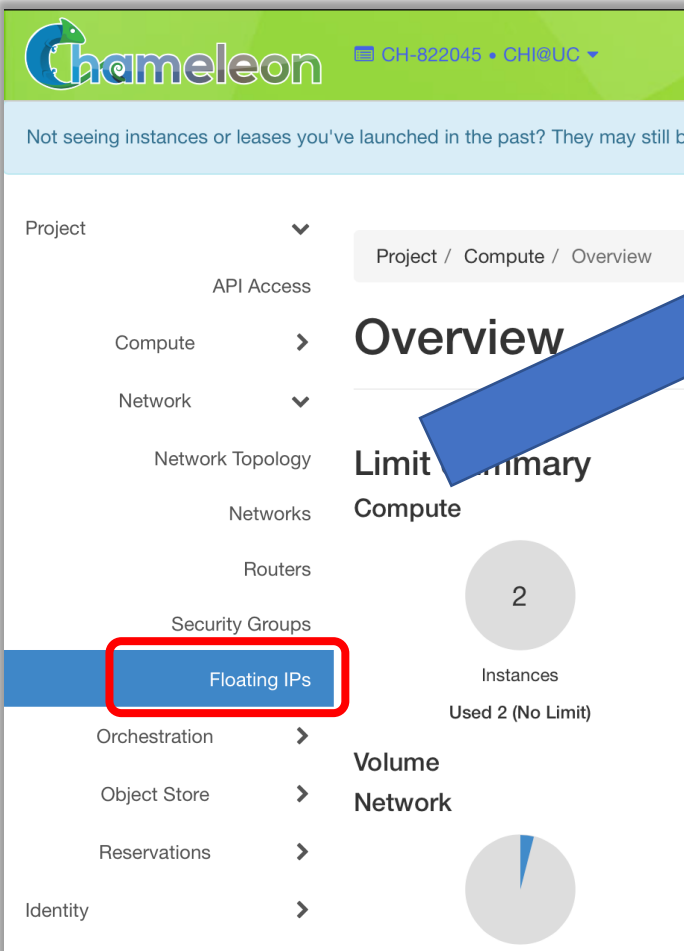 Chameleon
CH-822045 • CHI@UC
Not seeing instances or leases you've launched in the past? They may still
Project
API Access
Compute
Network
Network Topology
Networks
Routers
Security Groups
Floating IPs
Orchestration
Object Store
Reservations
Identity
Project / Compute / Overview
Overview
Limit
Compute
2
Instances
Used 2 (No Limit)
Volume
Network